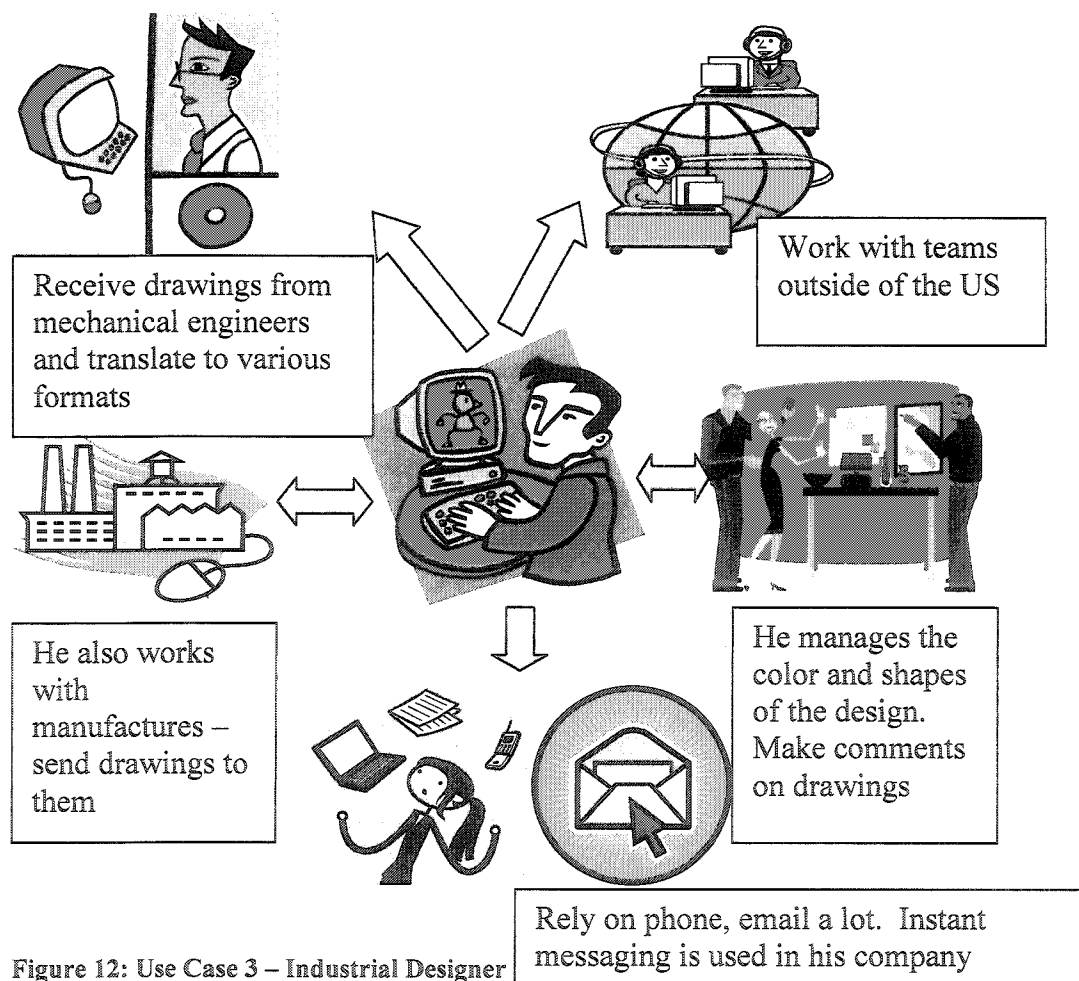 Receive drawings from
mechanical engineers
and translate to various
formats
Work with teams
outside of the US
He also works
with
manufactures –
send drawings to
them
He manages the
color and shapes
of the design.
Make comments
on drawings
Rely on phone, email a lot.  Instant
messaging is used in his company
Figure 12: Use Case 3 – Industrial Designer